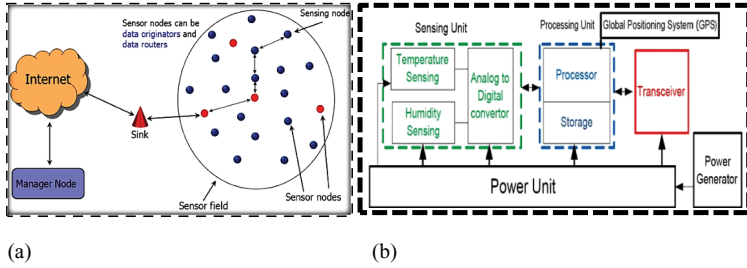 Sensor nodes can be
data originators and
data routers
Sensing node
Internet
Sink
Manager Node
Sensor field
Sensor nodes
(a)
Sensing Unit
Processing Unit
Global Positioning System (GPS)
Temperature
Sensing
Humidity
Sensing
Analog to
Digital
convertor
Processor
Storage
Transceiver
Power Unit
Power
Generator
(b)